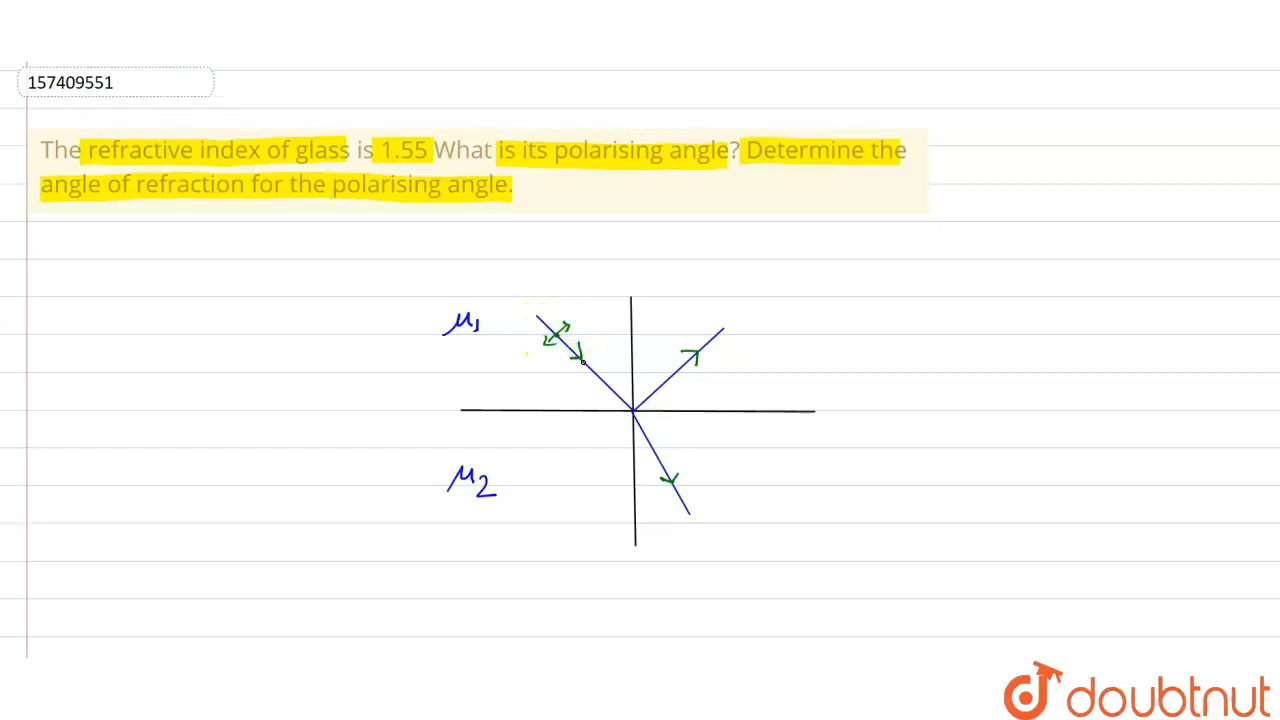 157409551
The refractive index of glass is 1.55 What is its polarising angle? Determine the
angle of refraction for the polarising angle.
μ1
μ2
doubtnut